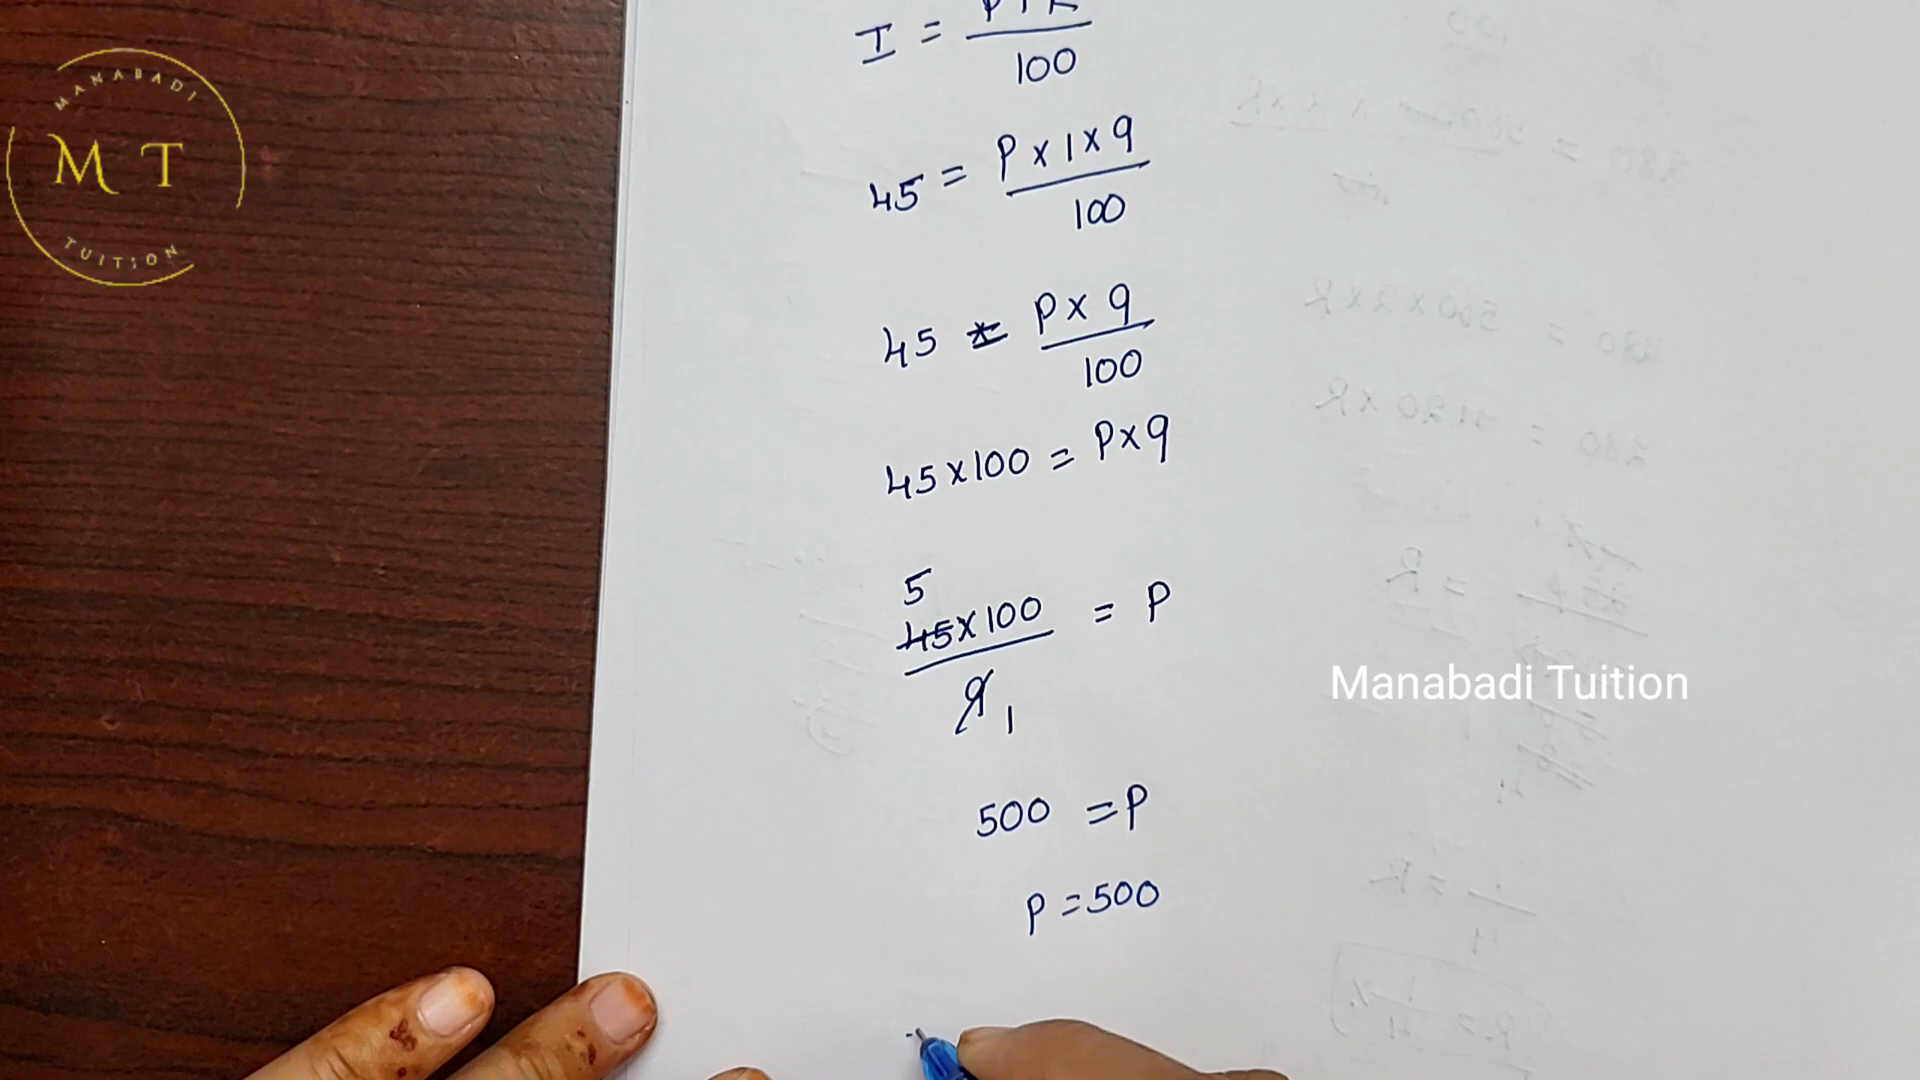 MANABADI
M T
TUITION
I = PTR / 100
45 = P x 1 x 9 / 100
45 = P x 9 / 100
45 x 100 = P x 9
5
45 x 100 / 9 = P
1
500 = P
P = 500
Manabadi Tuition